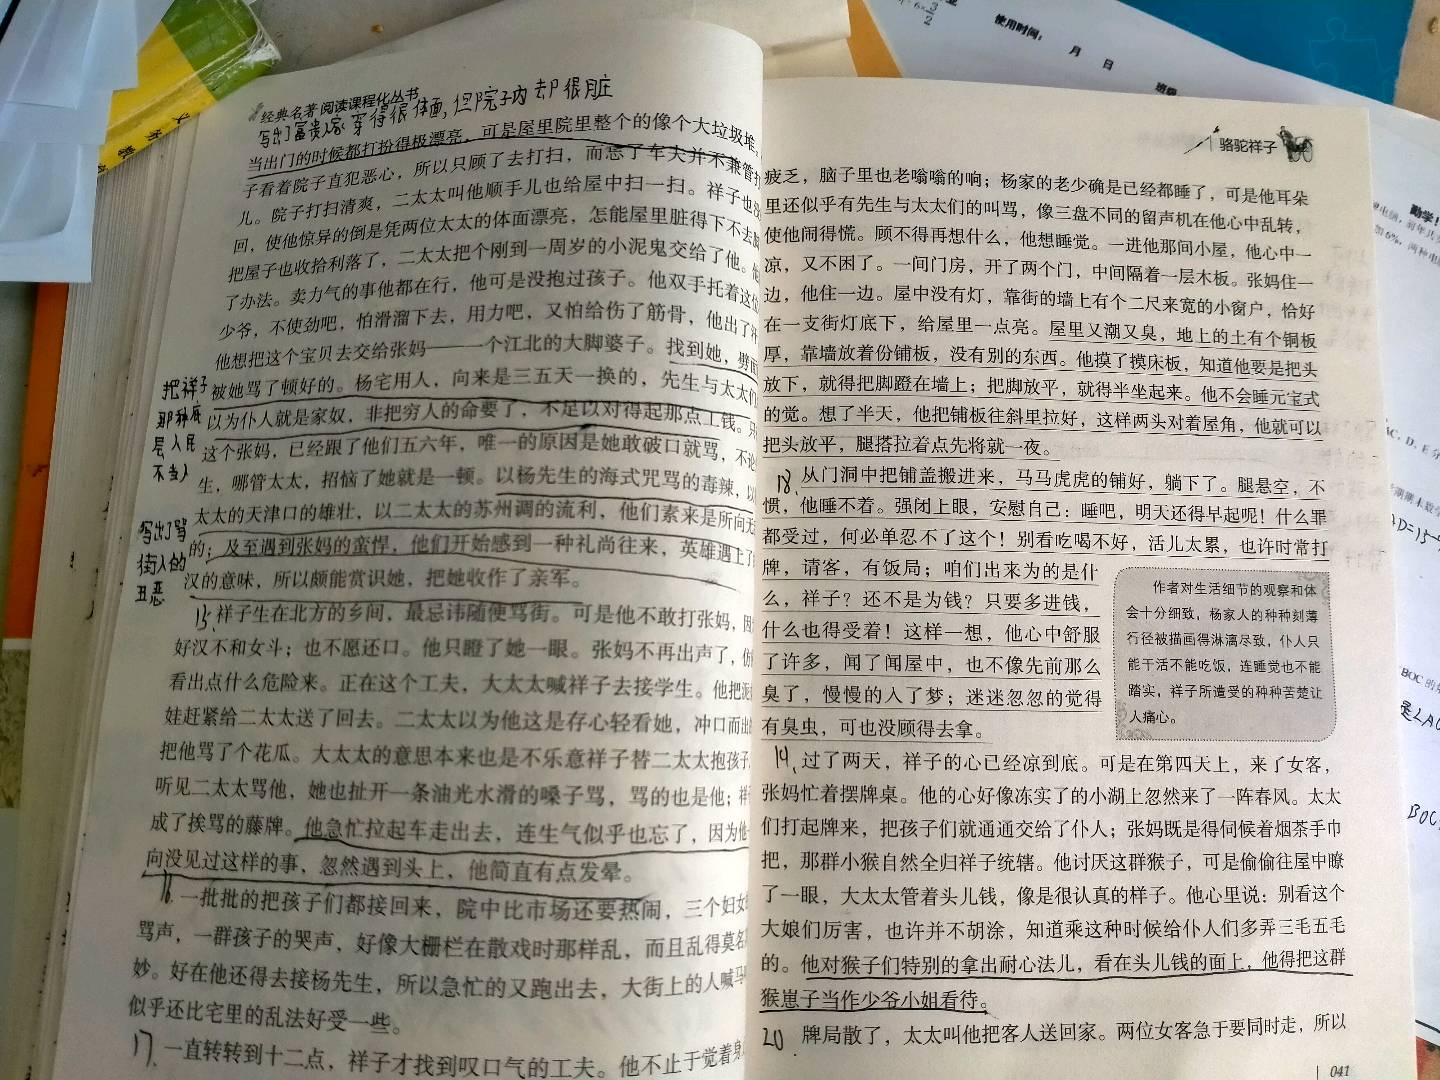 经典名著 阅读课程化丛书
写出了富贵人家穿得很体面,但院子内却很脏
当出门的时候都打扮得极漂亮,可是屋里院里整个的像个大垃圾堆
子看着院子直犯恶心,所以只顾了去打扫,而忘了车夫并不兼管打
儿。院子打扫清爽,二太太叫他顺手儿也给屋中扫一扫。祥子也没
回,使他惊异的倒是凭两位太太的体面漂亮,怎能屋里脏得下不去
把屋子也收拾利落了,二太太把个刚到一周岁的小泥鬼交给了他。他
了办法。卖力气的事他都在行,他可是没抱过孩子。他双手托着这位
少爷,不使劲吧,怕滑溜下去,用力吧,又怕给伤了筋骨,他出了汗
他想把这个宝贝去交给张妈——一个江北的大脚婆子。找到她,劈面
被她骂了顿好的。杨宅用人,向来是三五天一换的,先生与太太们
以为仆人就是家奴,非把穷人的命要了,不足以对得起那点工钱。只
这个张妈,已经跟了他们五六年,唯一的原因是她敢破口就骂,不论
生,哪管太太,招恼了她就是一顿。以杨先生的海式咒骂的毒辣,以
太太的天津口的雄壮,以二太太的苏州调的流利,他们素来是所向无
的;及至遇到张妈的蛮悍,他们开始感到一种礼尚往来,英雄遇上了
汉的意味,所以颇能赏识她,把她收作了亲军。
把祥子
那种底
层人民
不当人
写出了骂
街人的
丑恶
15、祥子生在北方的乡间,最忌讳随便骂街。可是他不敢打张妈,因
好汉不和女斗;也不愿还口。他只瞪了她一眼。张妈不再出声了,仿
看出点什么危险来。正在这个工夫,大太太喊祥子去接学生。他把泥
娃赶紧给二太太送了回去。二太太以为他这是存心轻看她,冲口而出
把他骂了个花瓜。大太太的意思本来也是不乐意祥子替二太太抱孩子
听见二太太骂他,她也扯开一条油光水滑的嗓子骂,骂的也是他;祥
成了挨骂的藤牌。他急忙拉起车走出去,连生气似乎也忘了,因为他
向没见过这样的事,忽然遇到头上,他简直有点发晕。
16、一批批的把孩子们都接回来,院中比市场还要热闹,三个妇女
骂声,一群孩子的哭声,好像大栅栏在散戏时那样乱,而且乱得莫名
妙。好在他还得去接杨先生,所以急忙的又跑出去,大街上的人喊马
似乎还比宅里的乱法好受一些。
17、一直转转到十二点,祥子才找到叹口气的工夫。他不止于觉着身
骆驼祥子
疲乏,脑子里也老嗡嗡的响;杨家的老少确是已经都睡了,可是他耳朵
里还似乎有先生与太太们的叫骂,像三盘不同的留声机在他心中乱转,
使他闹得慌。顾不得再想什么,他想睡觉。一进他那间小屋,他心中一
凉,又不困了。一间门房,开了两个门,中间隔着一层木板。张妈住一
边,他住一边。屋中没有灯,靠街的墙上有个二尺来宽的小窗户,恰好
在一支街灯底下,给屋里一点亮。屋里又潮又臭,地上的土有个铜板
厚,靠墙放着份铺板,没有别的东西。他摸了摸床板,知道他要是把头
放下,就得把脚蹬在墙上;把脚放平,就得半坐起来。他不会睡元宝式
的觉。想了半天,他把铺板往斜里拉好,这样两头对着屋角,他就可以
把头放平,腿搭拉着点先将就一夜。
18、从门洞中把铺盖搬进来,马马虎虎的铺好,躺下了。腿悬空,不
惯,他睡不着。强闭上眼,安慰自己:睡吧,明天还得早起呢!什么罪
都受过,何必单忍不了这个!别看吃喝不好,活儿太累,也许时常打
牌,请客,有饭局;咱们出来为的是什
么,祥子?还不是为钱?只要多进钱,
什么也得受着!这样一想,他心中舒服
了许多,闻了闻屋中,也不像先前那么
臭了,慢慢的入了梦;迷迷忽忽的觉得
有臭虫,可也没顾得去拿。
作者对生活细节的观察和体
会十分细致,杨家人的种种刻薄
行径被描画得淋漓尽致,仆人只
能干活不能吃饭,连睡觉也不能
踏实,祥子所遭受的种种苦楚让
人痛心。
19、过了两天,祥子的心已经凉到底。可是在第四天上,来了女客,
张妈忙着摆牌桌。他的心好像冻实了的小湖上忽然来了一阵春风。太太
们打起牌来,把孩子们就通通交给了仆人;张妈既是得伺候着烟茶手巾
把,那群小猴自然全归祥子统辖。他讨厌这群猴子,可是偷偷往屋中瞭
了一眼,大太太管着头儿钱,像是很认真的样子。他心里说:别看这个
大娘们厉害,也许并不胡涂,知道乘这种时候给仆人们多弄三毛五毛
的。他对猴子们特别的拿出耐心法儿,看在头儿钱的面上,他得把这群
猴崽子当作少爷小姐看待。
20、牌局散了,太太叫他把客人送回家。两位女客急于要同时走,所以
041
使用时间: 月 日